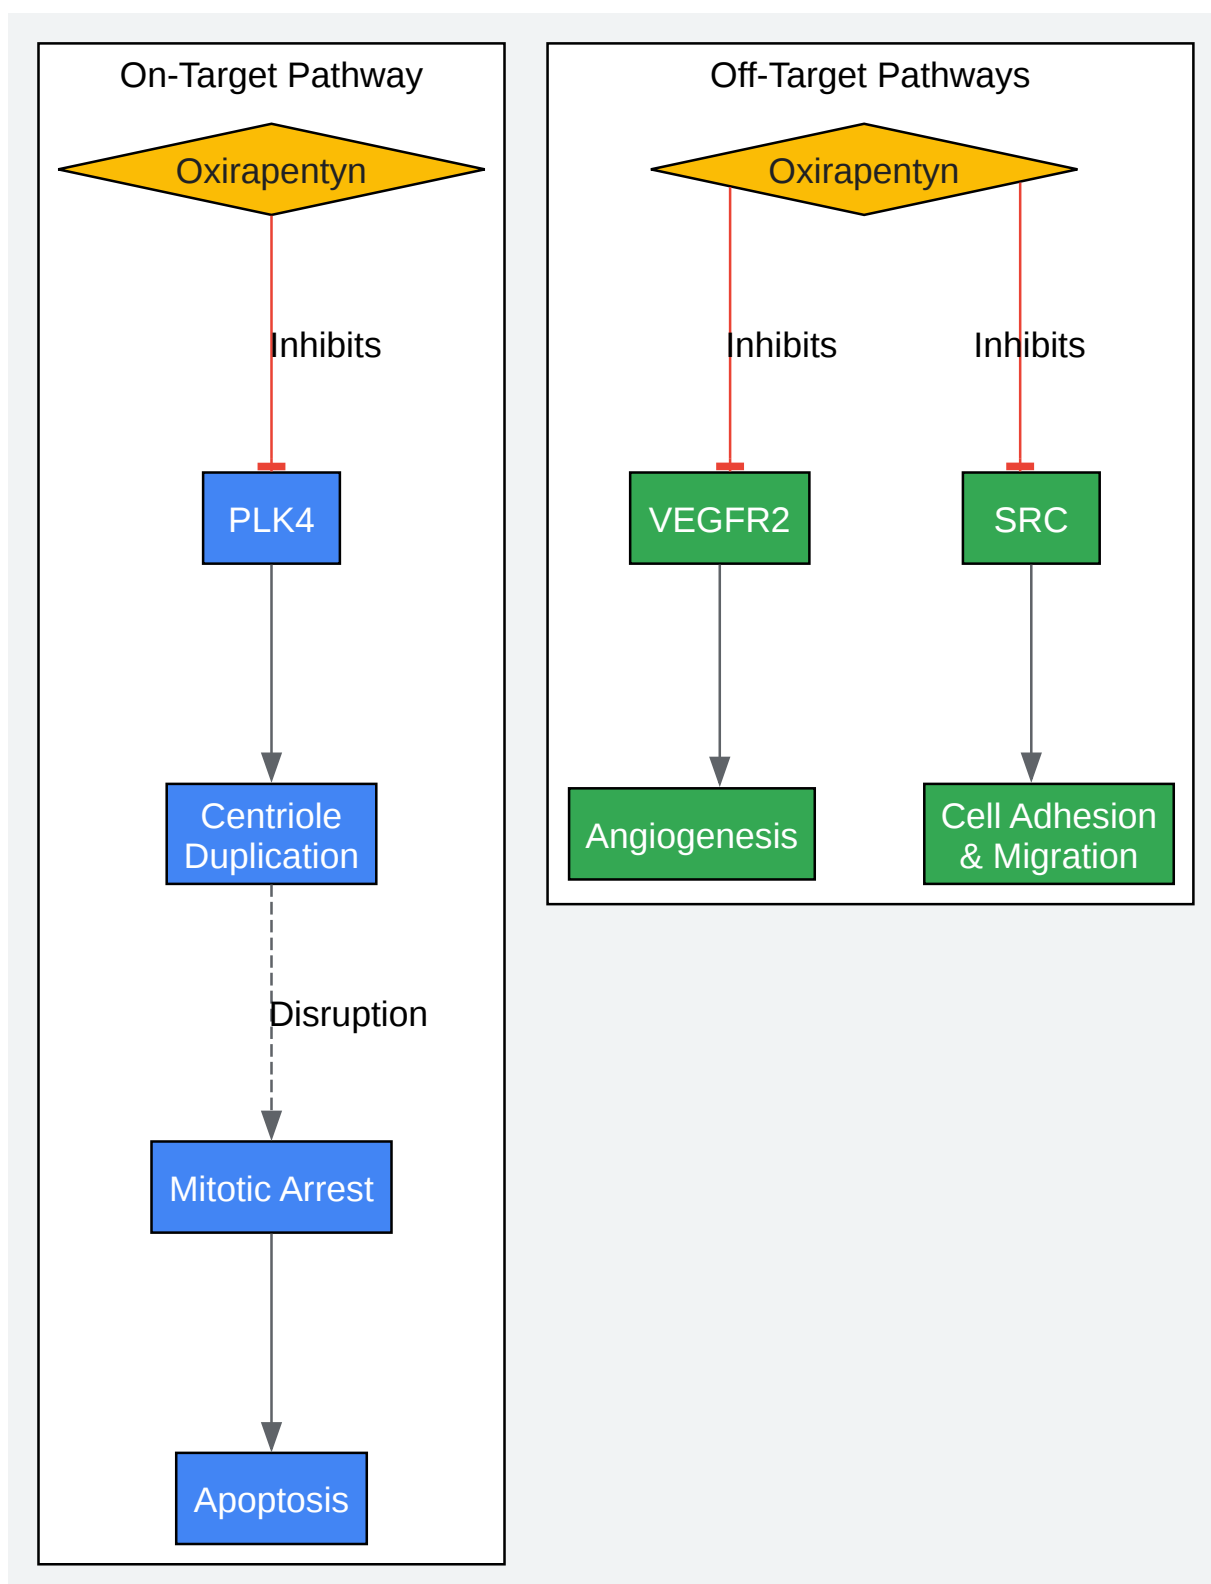 On-Target Pathway
Oxirapentyn
Inhibits
PLK4
Centriole
Duplication
Disruption
Mitotic Arrest
Apoptosis
Off-Target Pathways
Oxirapentyn
Inhibits
Inhibits
VEGFR2
SRC
Angiogenesis
Cell Adhesion
& Migration